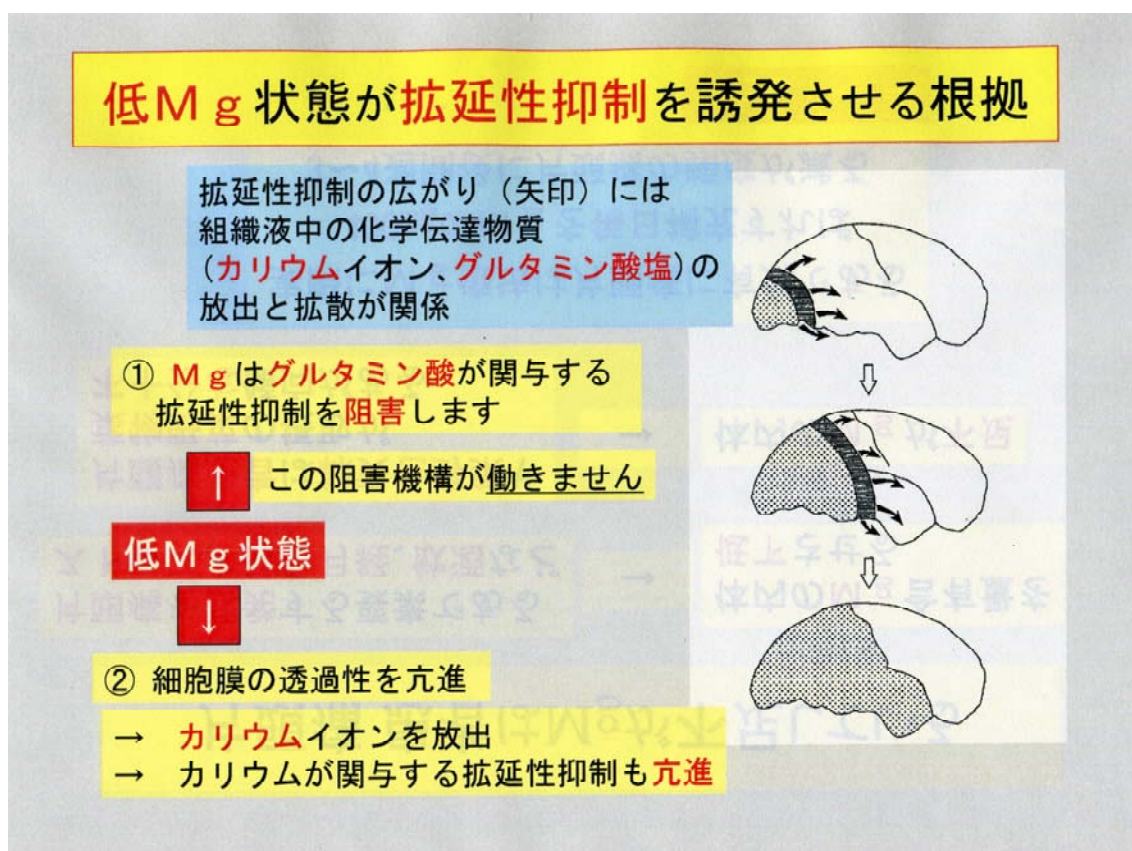 低Mg状態が拡延性抑制を誘発させる根拠
拡延性抑制の広がり（矢印）には
組織液中の化学伝達物質
(カリウムイオン、グルタミン酸塩)の
放出と拡散が関係
① Mgはグルタミン酸が関与する
拡延性抑制を阻害します
↑ この阻害機構が働きません
低Mg状態
↓
② 細胞膜の透過性を亢進
→ カリウムイオンを放出
→ カリウムが関与する拡延性抑制も亢進